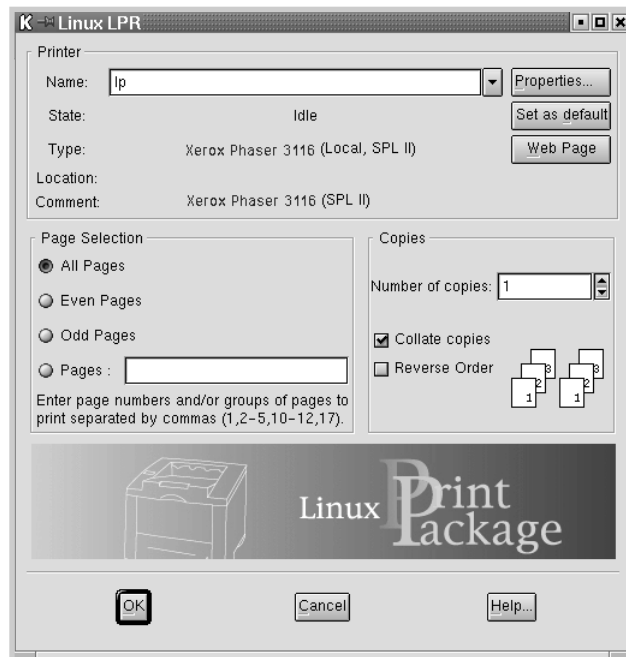 K Linux LPR
Printer
Name: lp Properties...
State: Idle Set as default
Type: Xerox Phaser 3116 (Local, SPL II) Web Page
Location:
Comment: Xerox Phaser 3116 (SPL II)
Page Selection
All Pages
Even Pages
Odd Pages
Pages :
Enter page numbers and/or groups of pages to
print separated by commas (1,2-5,10-12,17).
Copies
Number of copies: 1
Collate copies
Reverse Order
3 3
2 2
1 1
Linux Print
Package
OK Cancel Help...